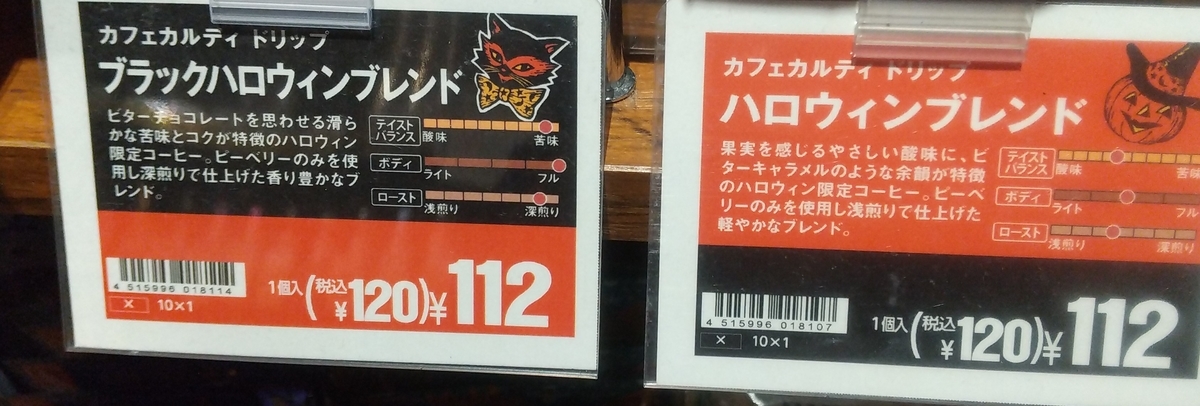 カフェカルディ ドリップ
ブラックハロウィンブレンド
ビターチョコレートを思わせる滑ら
かな苦味とコクが特徴のハロウィン
限定コーヒー。ピーベリーのみを使
用し深煎りで仕上げた香り豊かなブ
レンド。
テイスト
バランス
酸味
苦味
ボディ
ライト
フル
ロースト
浅煎り
深煎り
4 515996 018114
× 10×1
1個入(税込¥120)¥112
カフェカルディ ドリップ
ハロウィンブレンド
果実を感じるやさしい酸味に、ビ
ターキャラメルのような余韻が特徴
のハロウィン限定コーヒー。ピーベ
リーのみを使用し浅煎りで仕上げた
軽やかなブレンド。
テイスト
バランス
酸味
苦味
ボディ
ライト
フル
ロースト
浅煎り
深煎り
4 515996 018107
× 10×1
1個入(税込¥120)¥112